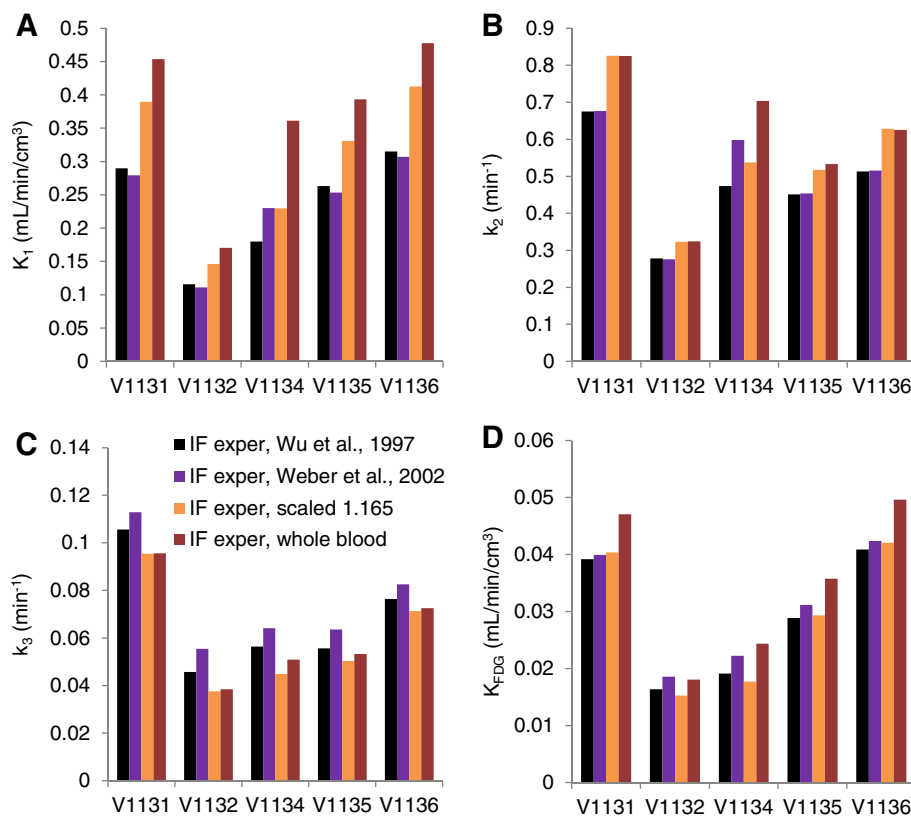 A
0.5
0.45
0.4
0.35
0.3
0.25
0.2
0.15
0.1
0.05
0
K1 (mL/min/cm³)
V1131 V1132 V1134 V1135 V1136
B
0.9
0.8
0.7
0.6
0.5
0.4
0.3
0.2
0.1
0
k2 (min⁻¹)
V1131 V1132 V1134 V1135 V1136
C
0.14
0.12
0.1
0.08
0.06
0.04
0.02
0
k3 (min⁻¹)
IF exper, Wu et al., 1997
IF exper, Weber et al., 2002
IF exper, scaled 1.165
IF exper, whole blood
V1131 V1132 V1134 V1135 V1136
D
0.06
0.05
0.04
0.03
0.02
0.01
0
KFDG (mL/min/cm³)
V1131 V1132 V1134 V1135 V1136